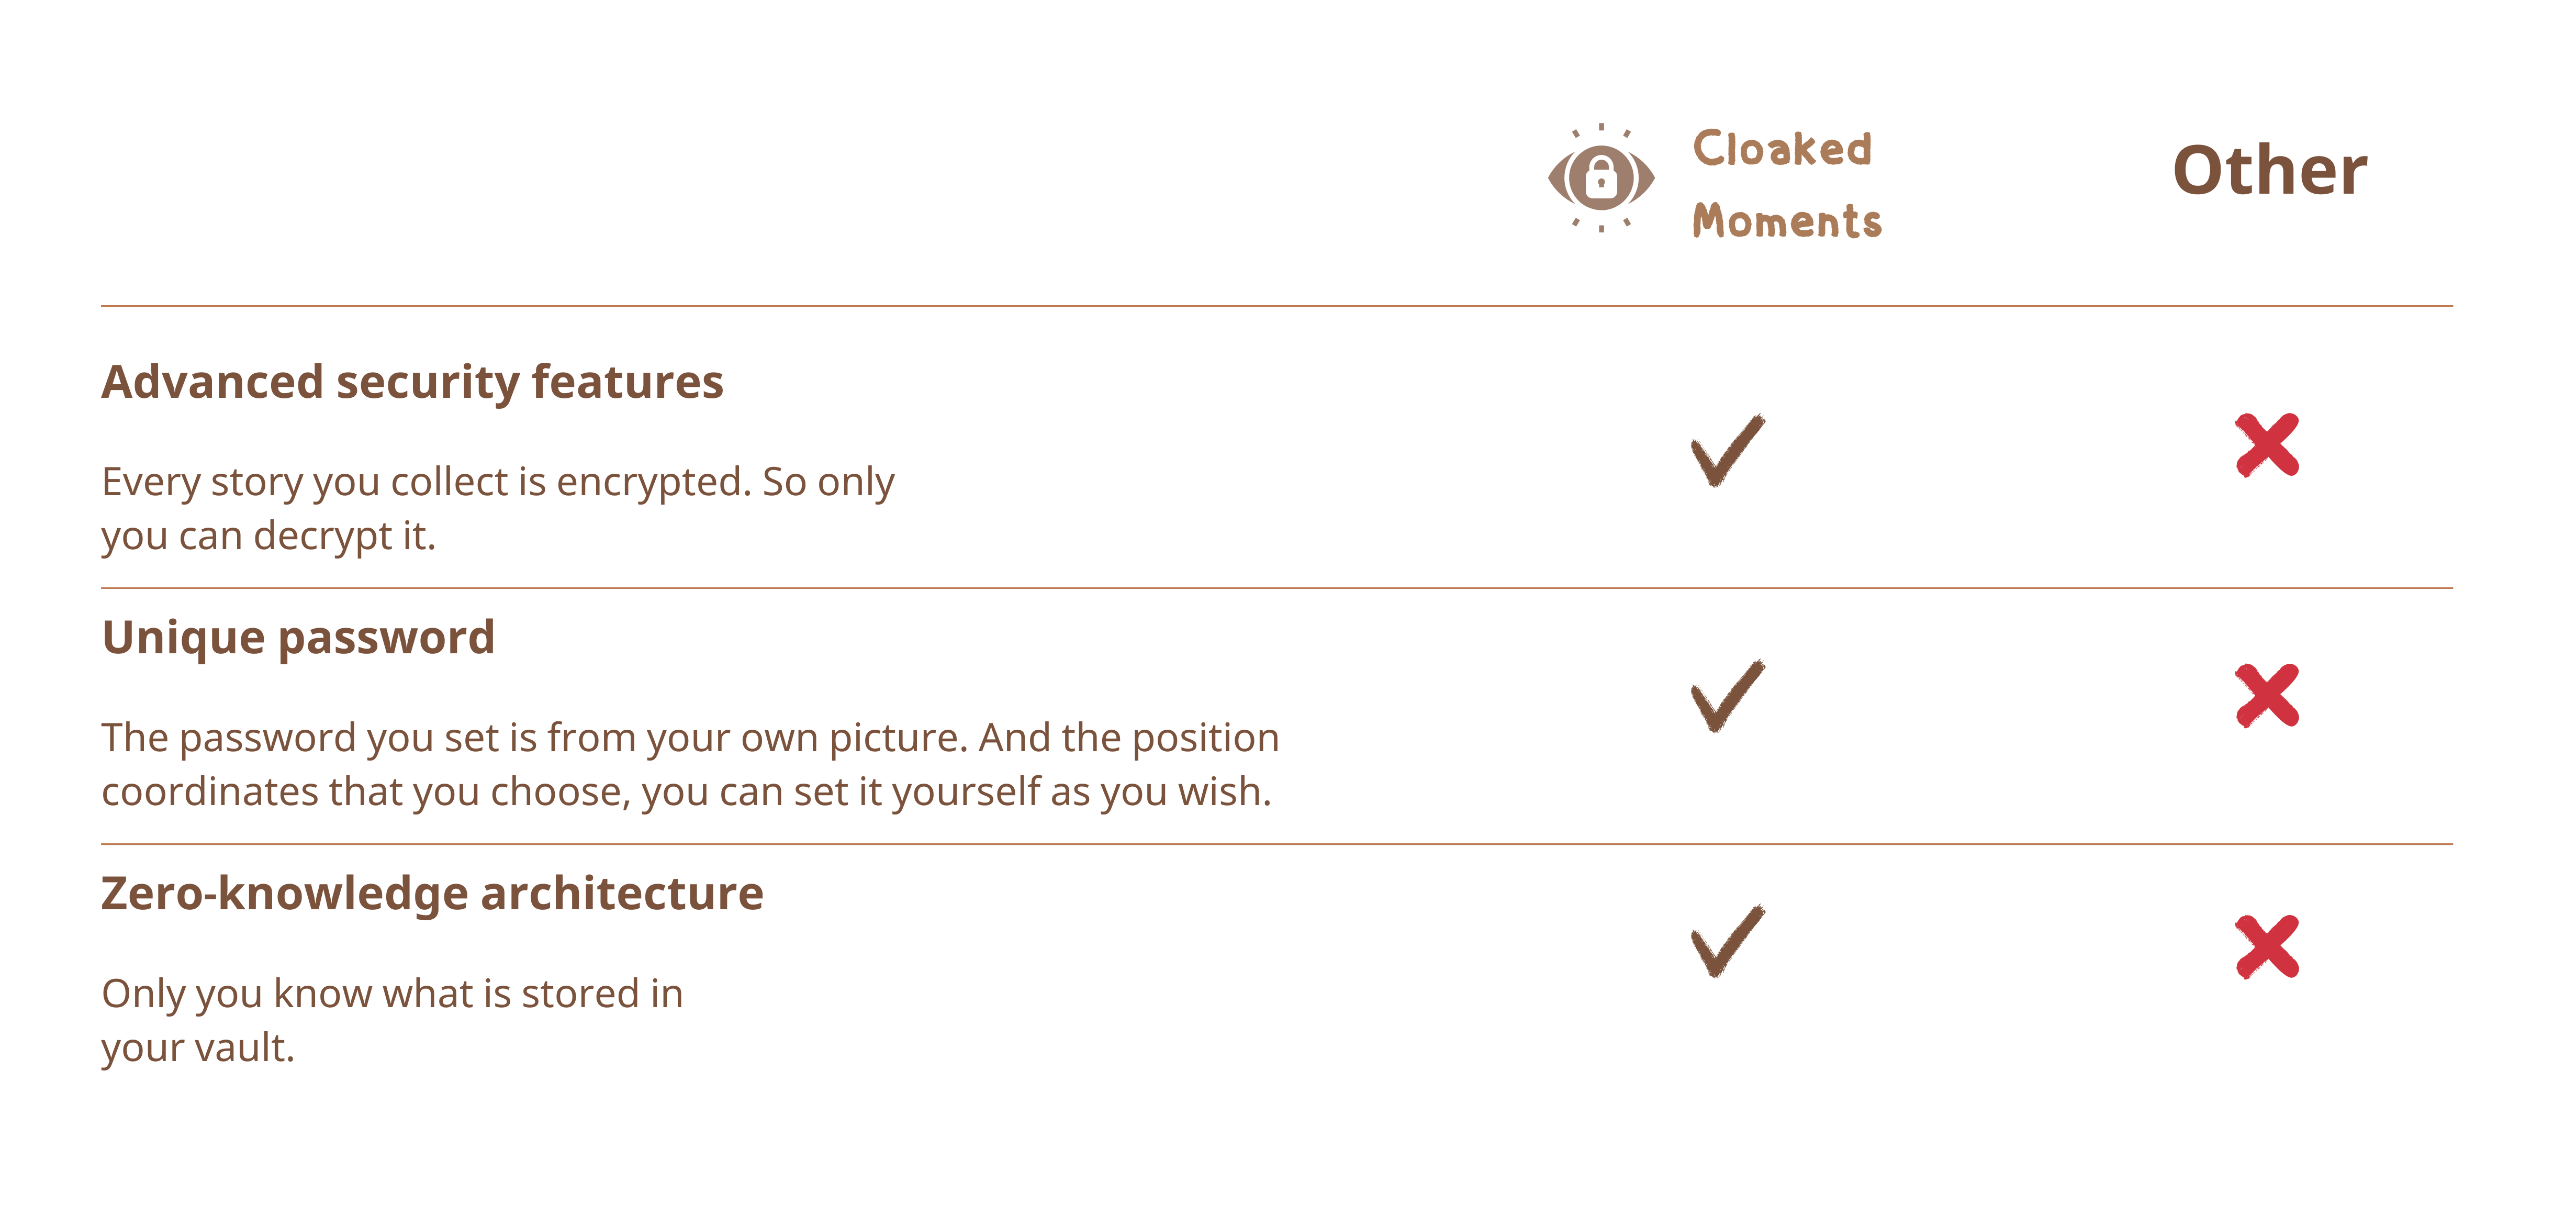 Cloaked
Moments
Other
Advanced security features
Every story you collect is encrypted. So only
you can decrypt it.
Unique password
The password you set is from your own picture. And the position
coordinates that you choose, you can set it yourself as you wish.
Zero-knowledge architecture
Only you know what is stored in
your vault.